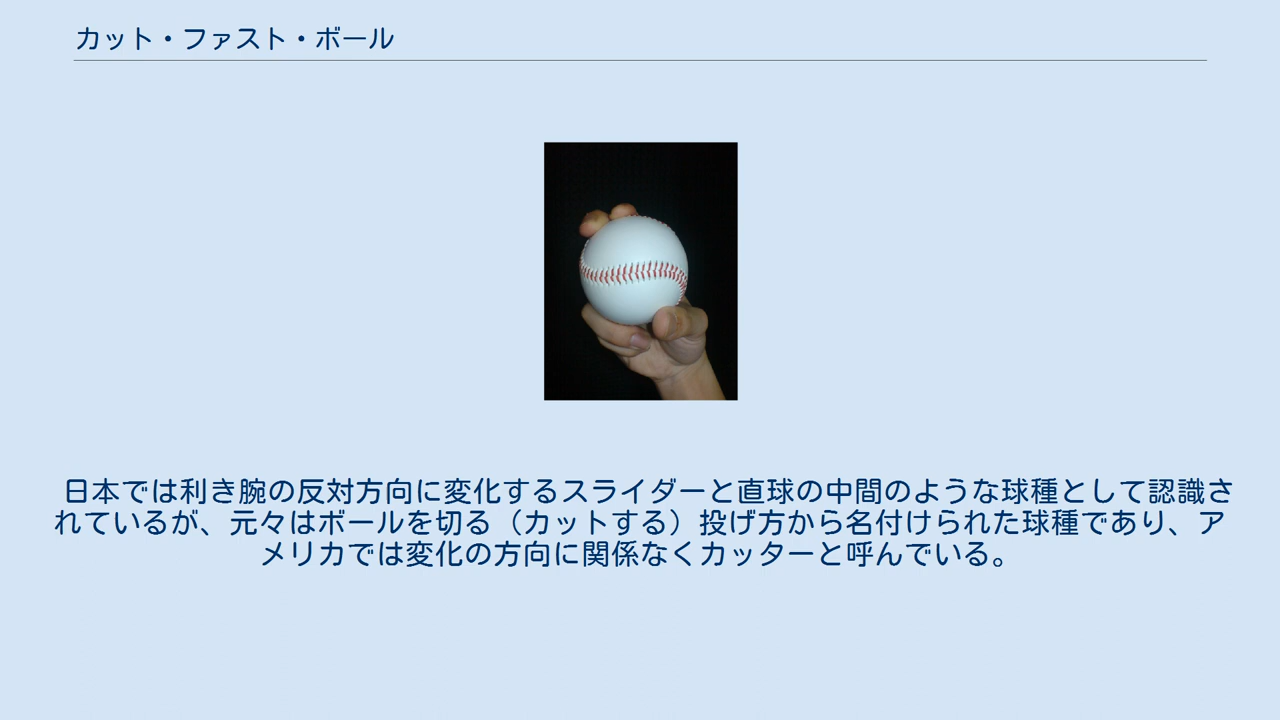 カット・ファスト・ボール
日本では利き腕の反対方向に変化するスライダーと直球の中間のような球種として認識さ
れているが、元々はボールを切る（カットする）投げ方から名付けられた球種であり、ア
メリカでは変化の方向に関係なくカッターと呼んでいる。